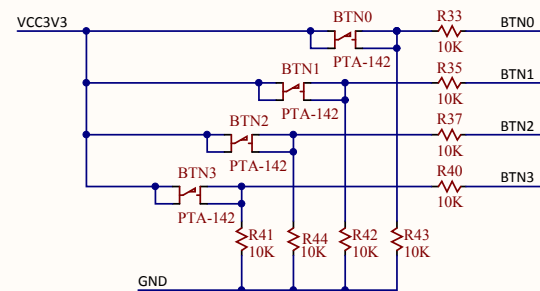 VCC3V3
BTN0
R33
BTN0
PTA-142
10K
BTN1
R35
BTN1
PTA-142
10K
BTN2
R37
BTN2
PTA-142
10K
BTN3
R40
BTN3
PTA-142
10K
R41
R44
R42
R43
10K
10K
10K
10K
GND